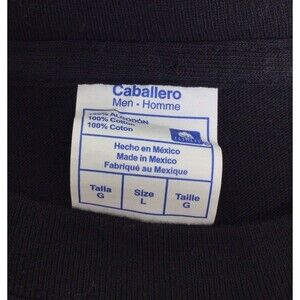 Caballero
Men · Homme
100% ALGODÓN
100% Cotton
100% Coton
Hecho en México
Made in Mexico
Fabriqué au Mexique
Talla Size Taille
G L G